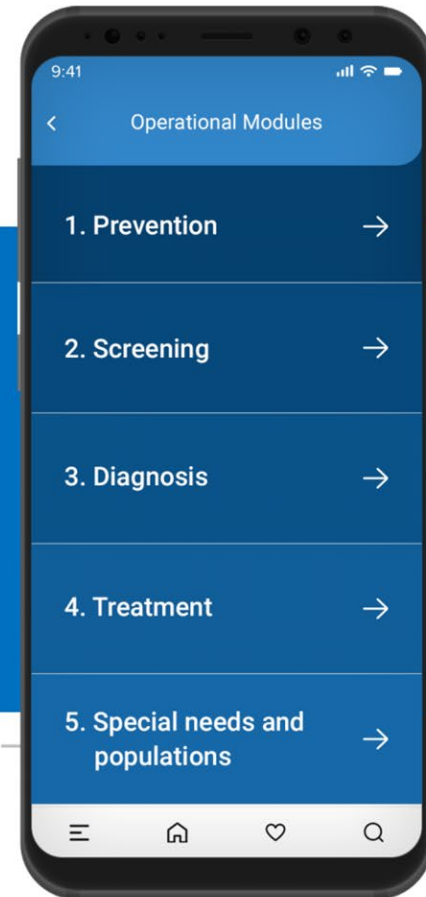 9:41
Operational Modules
1. Prevention
2. Screening
3. Diagnosis
4. Treatment
5. Special needs and
populations